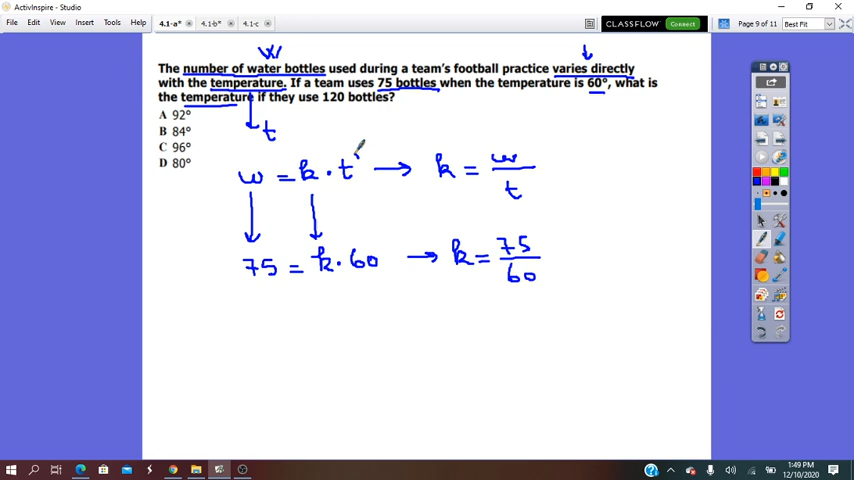 ActivInspire - Studio
File Edit View Insert Tools Help
4.1-a* 4.1-b* 4.1-c
CLASSFLOW Connect Page 9 of 11 Best Fit
w
The number of water bottles used during a team's football practice varies directly
with the temperature. If a team uses 75 bottles when the temperature is 60°, what is
the temperature if they use 120 bottles?
A 92°
B 84°
C 96°
D 80°
t
w = k · t → k = w / t
75 = k · 60 → k = 75 / 60
1:49 PM
12/10/2020